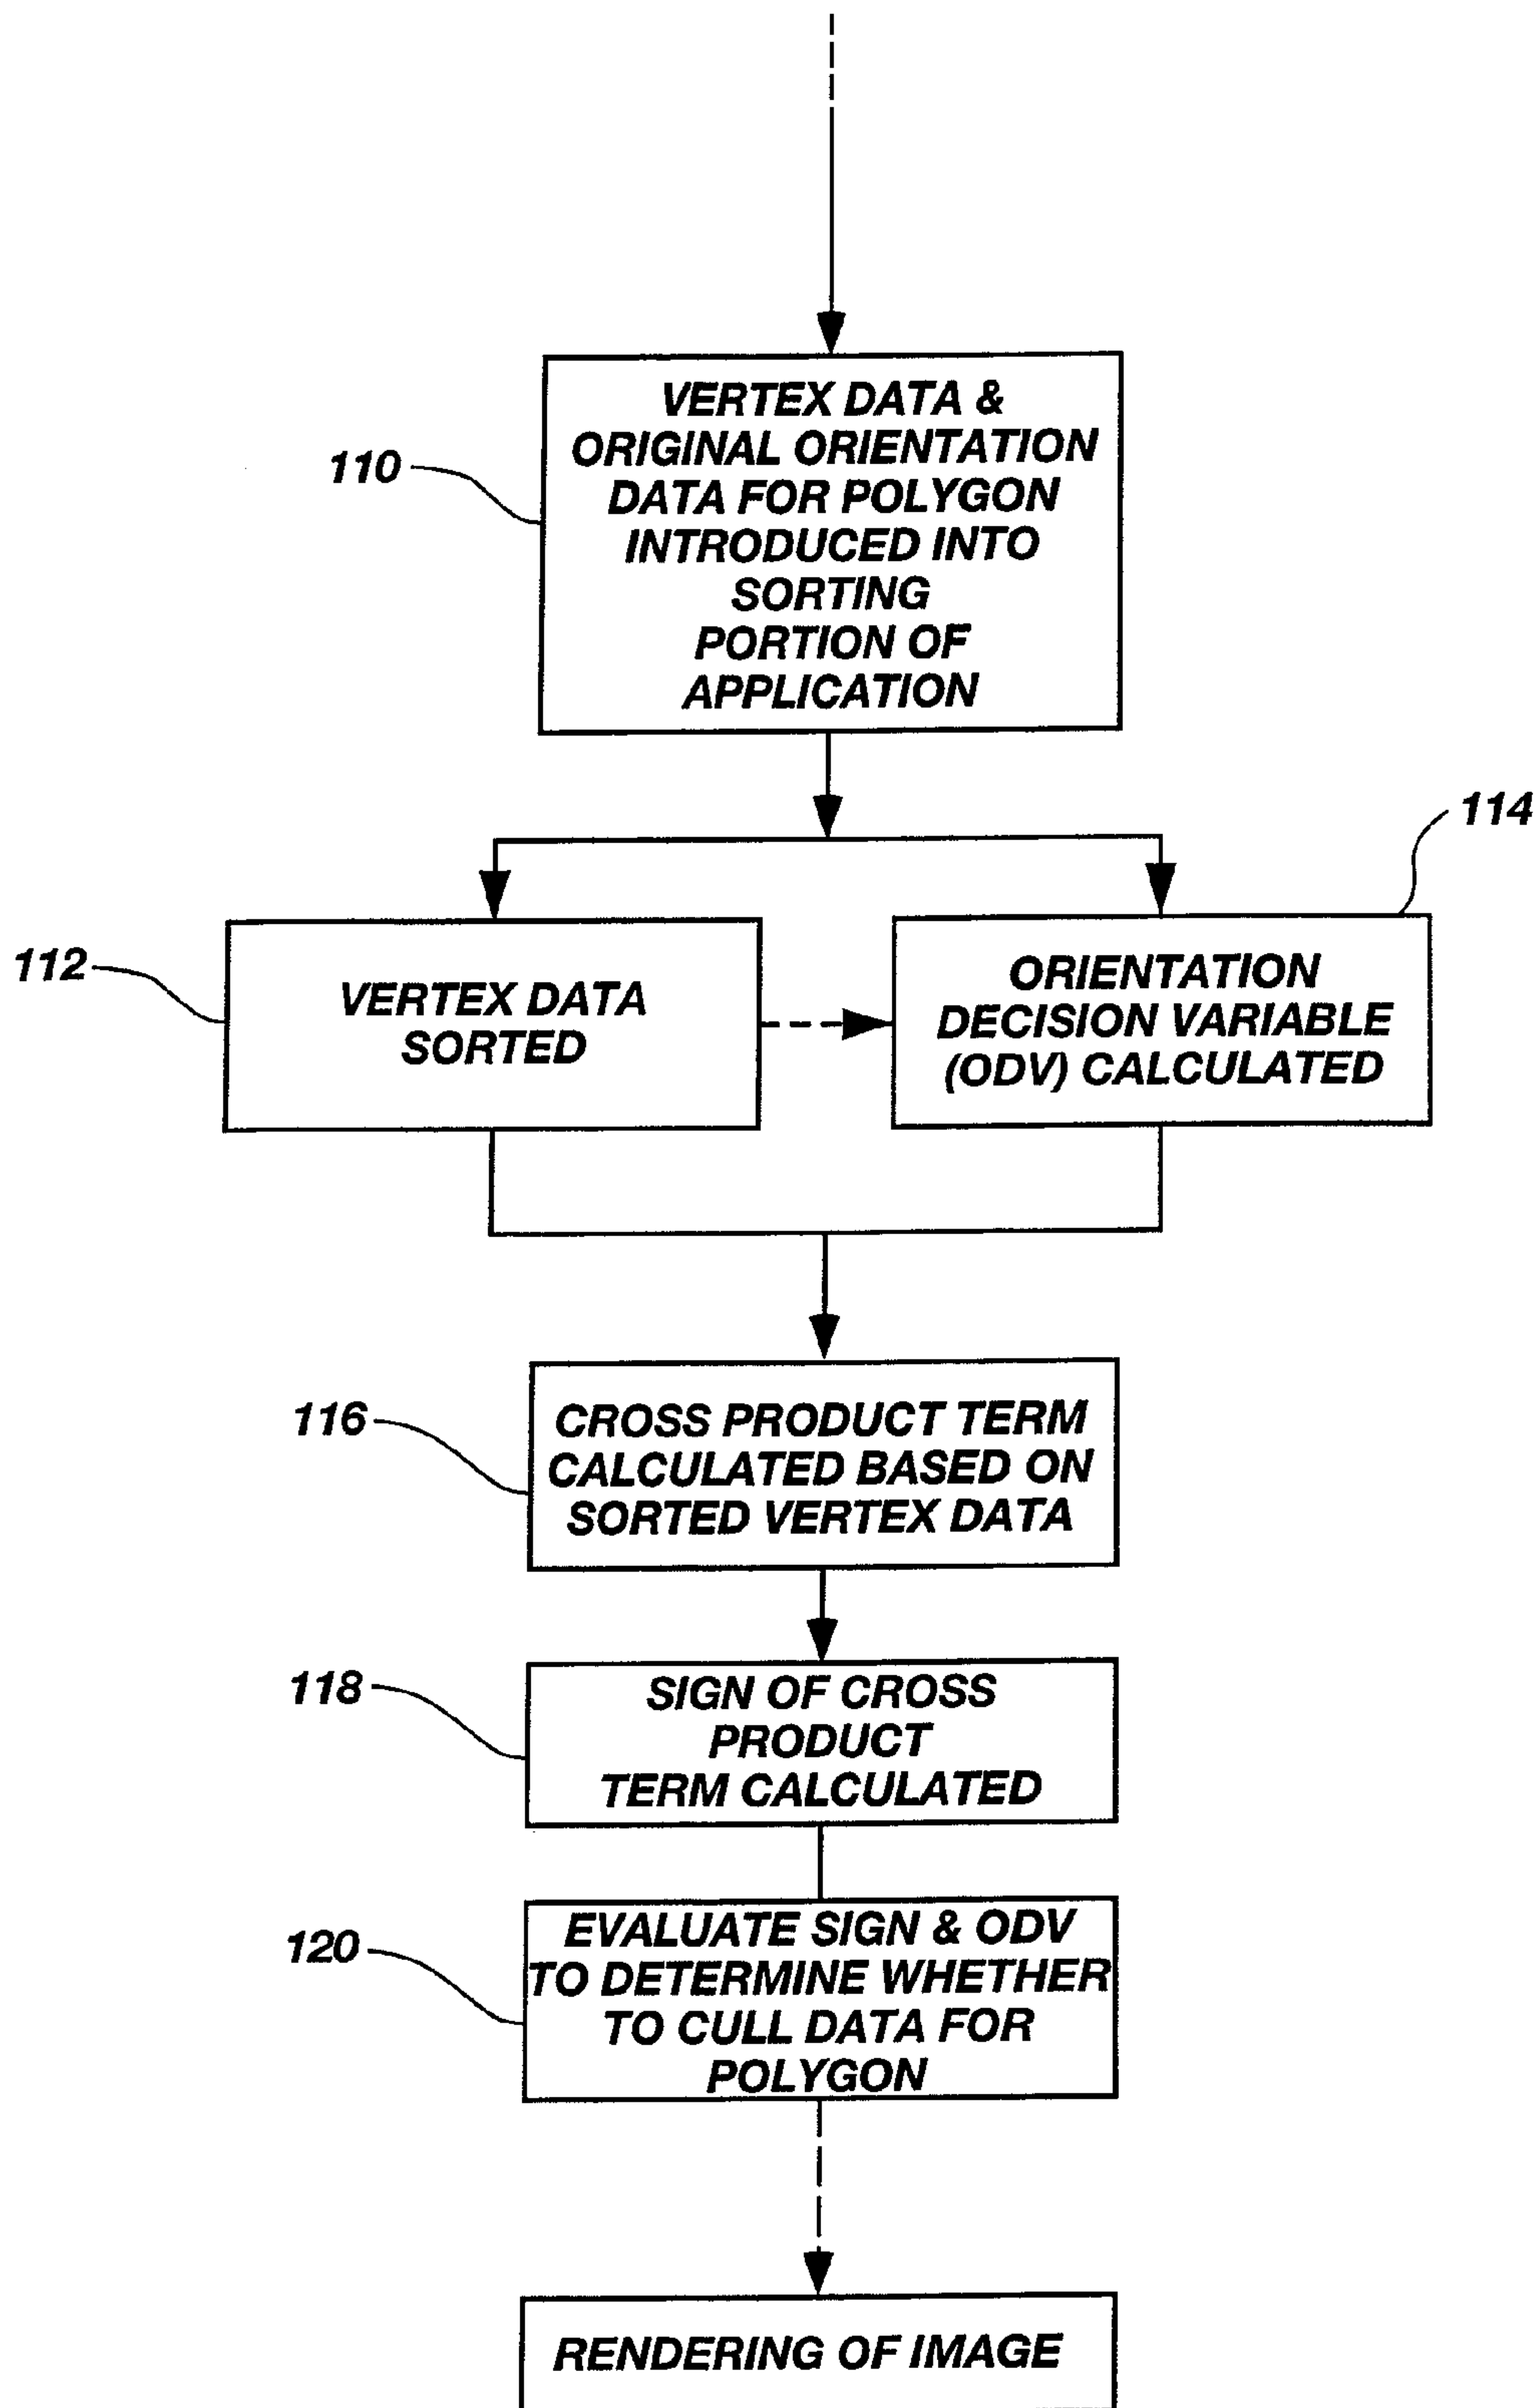 VERTEX DATA &
ORIGINAL ORIENTATION
DATA FOR POLYGON
INTRODUCED INTO
SORTING
PORTION OF
APPLICATION
110
114
112
VERTEX DATA
SORTED
ORIENTATION
DECISION VARIABLE
(ODV) CALCULATED
116
CROSS PRODUCT TERM
CALCULATED BASED ON
SORTED VERTEX DATA
118
SIGN OF CROSS
PRODUCT
TERM CALCULATED
120
EVALUATE SIGN & ODV
TO DETERMINE WHETHER
TO CULL DATA FOR
POLYGON
RENDERING OF IMAGE